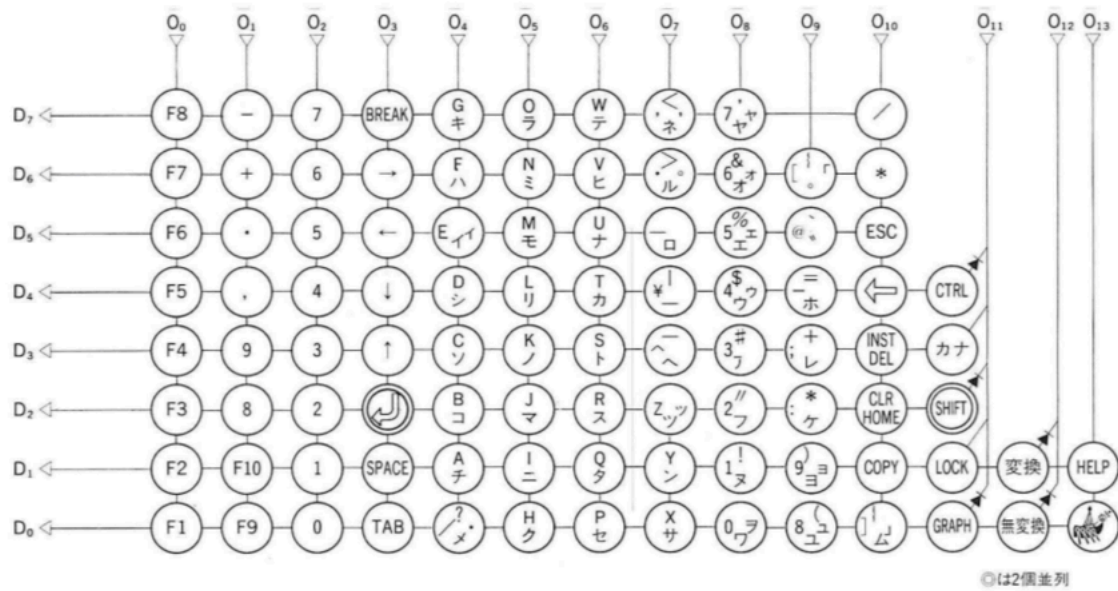 O0 O1 O2 O3 O4 O5 O6 O7 O8 O9 O10 O11 O12 O13
D7 F8 − 7 BREAK G キ O ラ W テ < , 、 ネ 7 ' ャ ヤ /
D6 F7 + 6 → F ハ N ミ V ヒ > . 。 ル 6 & ォ オ [ { 「 ° *
D5 F6 . 5 ← E ィ イ M モ U ナ _ ロ 5 % ェ エ @ ` ゛ ESC
D4 F5 , 4 ↓ D シ L リ T カ ¥ | ー 4 $ ゥ ウ − = ホ ⇦ CTRL
D3 F4 9 3 ↑ C ソ K ノ S ト ^ ‾ ヘ 3 # ァ ; + レ INST DEL カナ
D2 F3 8 2 B コ J マ R ス Z ッ ツ 2 " フ : * ケ CLR HOME SHIFT
D1 F2 F10 1 SPACE A チ I ニ Q タ Y ン 1 ! ヌ 9 ) ョ ヨ COPY LOCK 変換 HELP
D0 F1 F9 0 TAB / ? ・ メ H ク P セ X サ 0 ヲ ワ 8 ( ュ ユ ] } 」 ム GRAPH 無変換
◎は2個並列